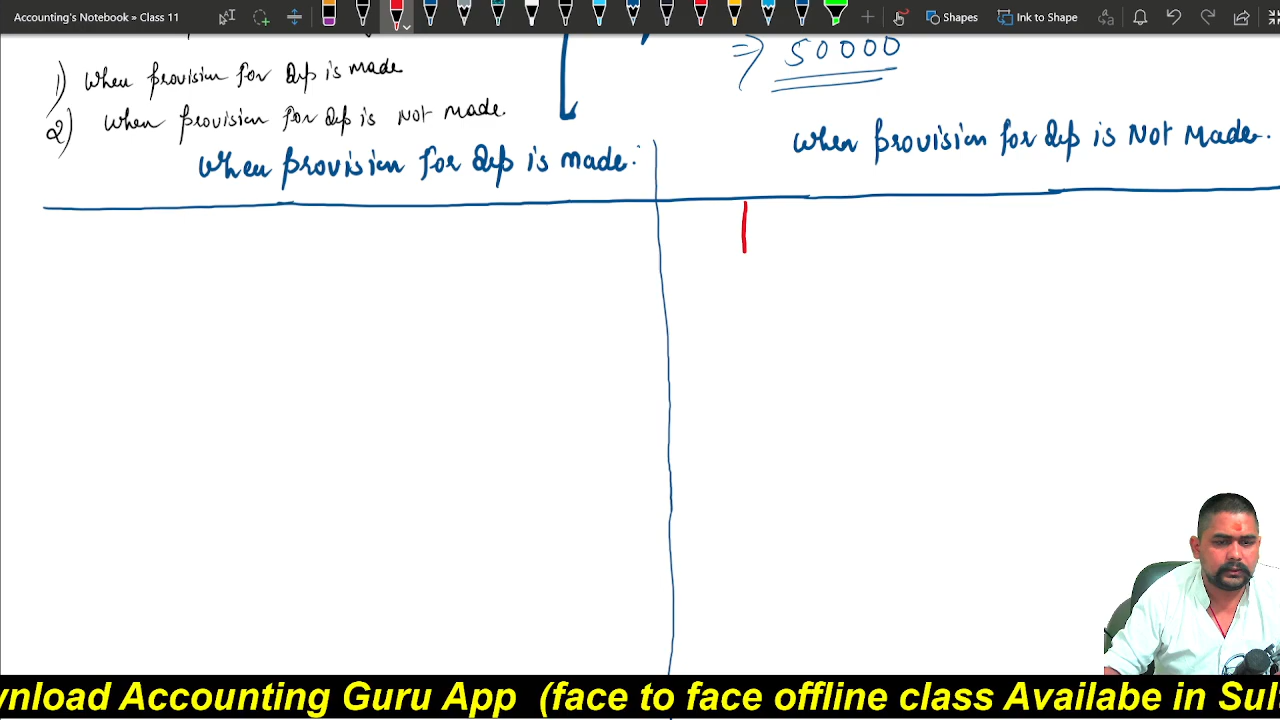 Accounting's Notebook » Class 11
Shapes
Ink to Shape
⇒ 50000
1) When provision for Dep is made
2) When provision for Dep is Not made.
When provision for Dep is made.
When provision for Dep is Not Made.
wnload Accounting Guru App (face to face offline class Availabe in Sul